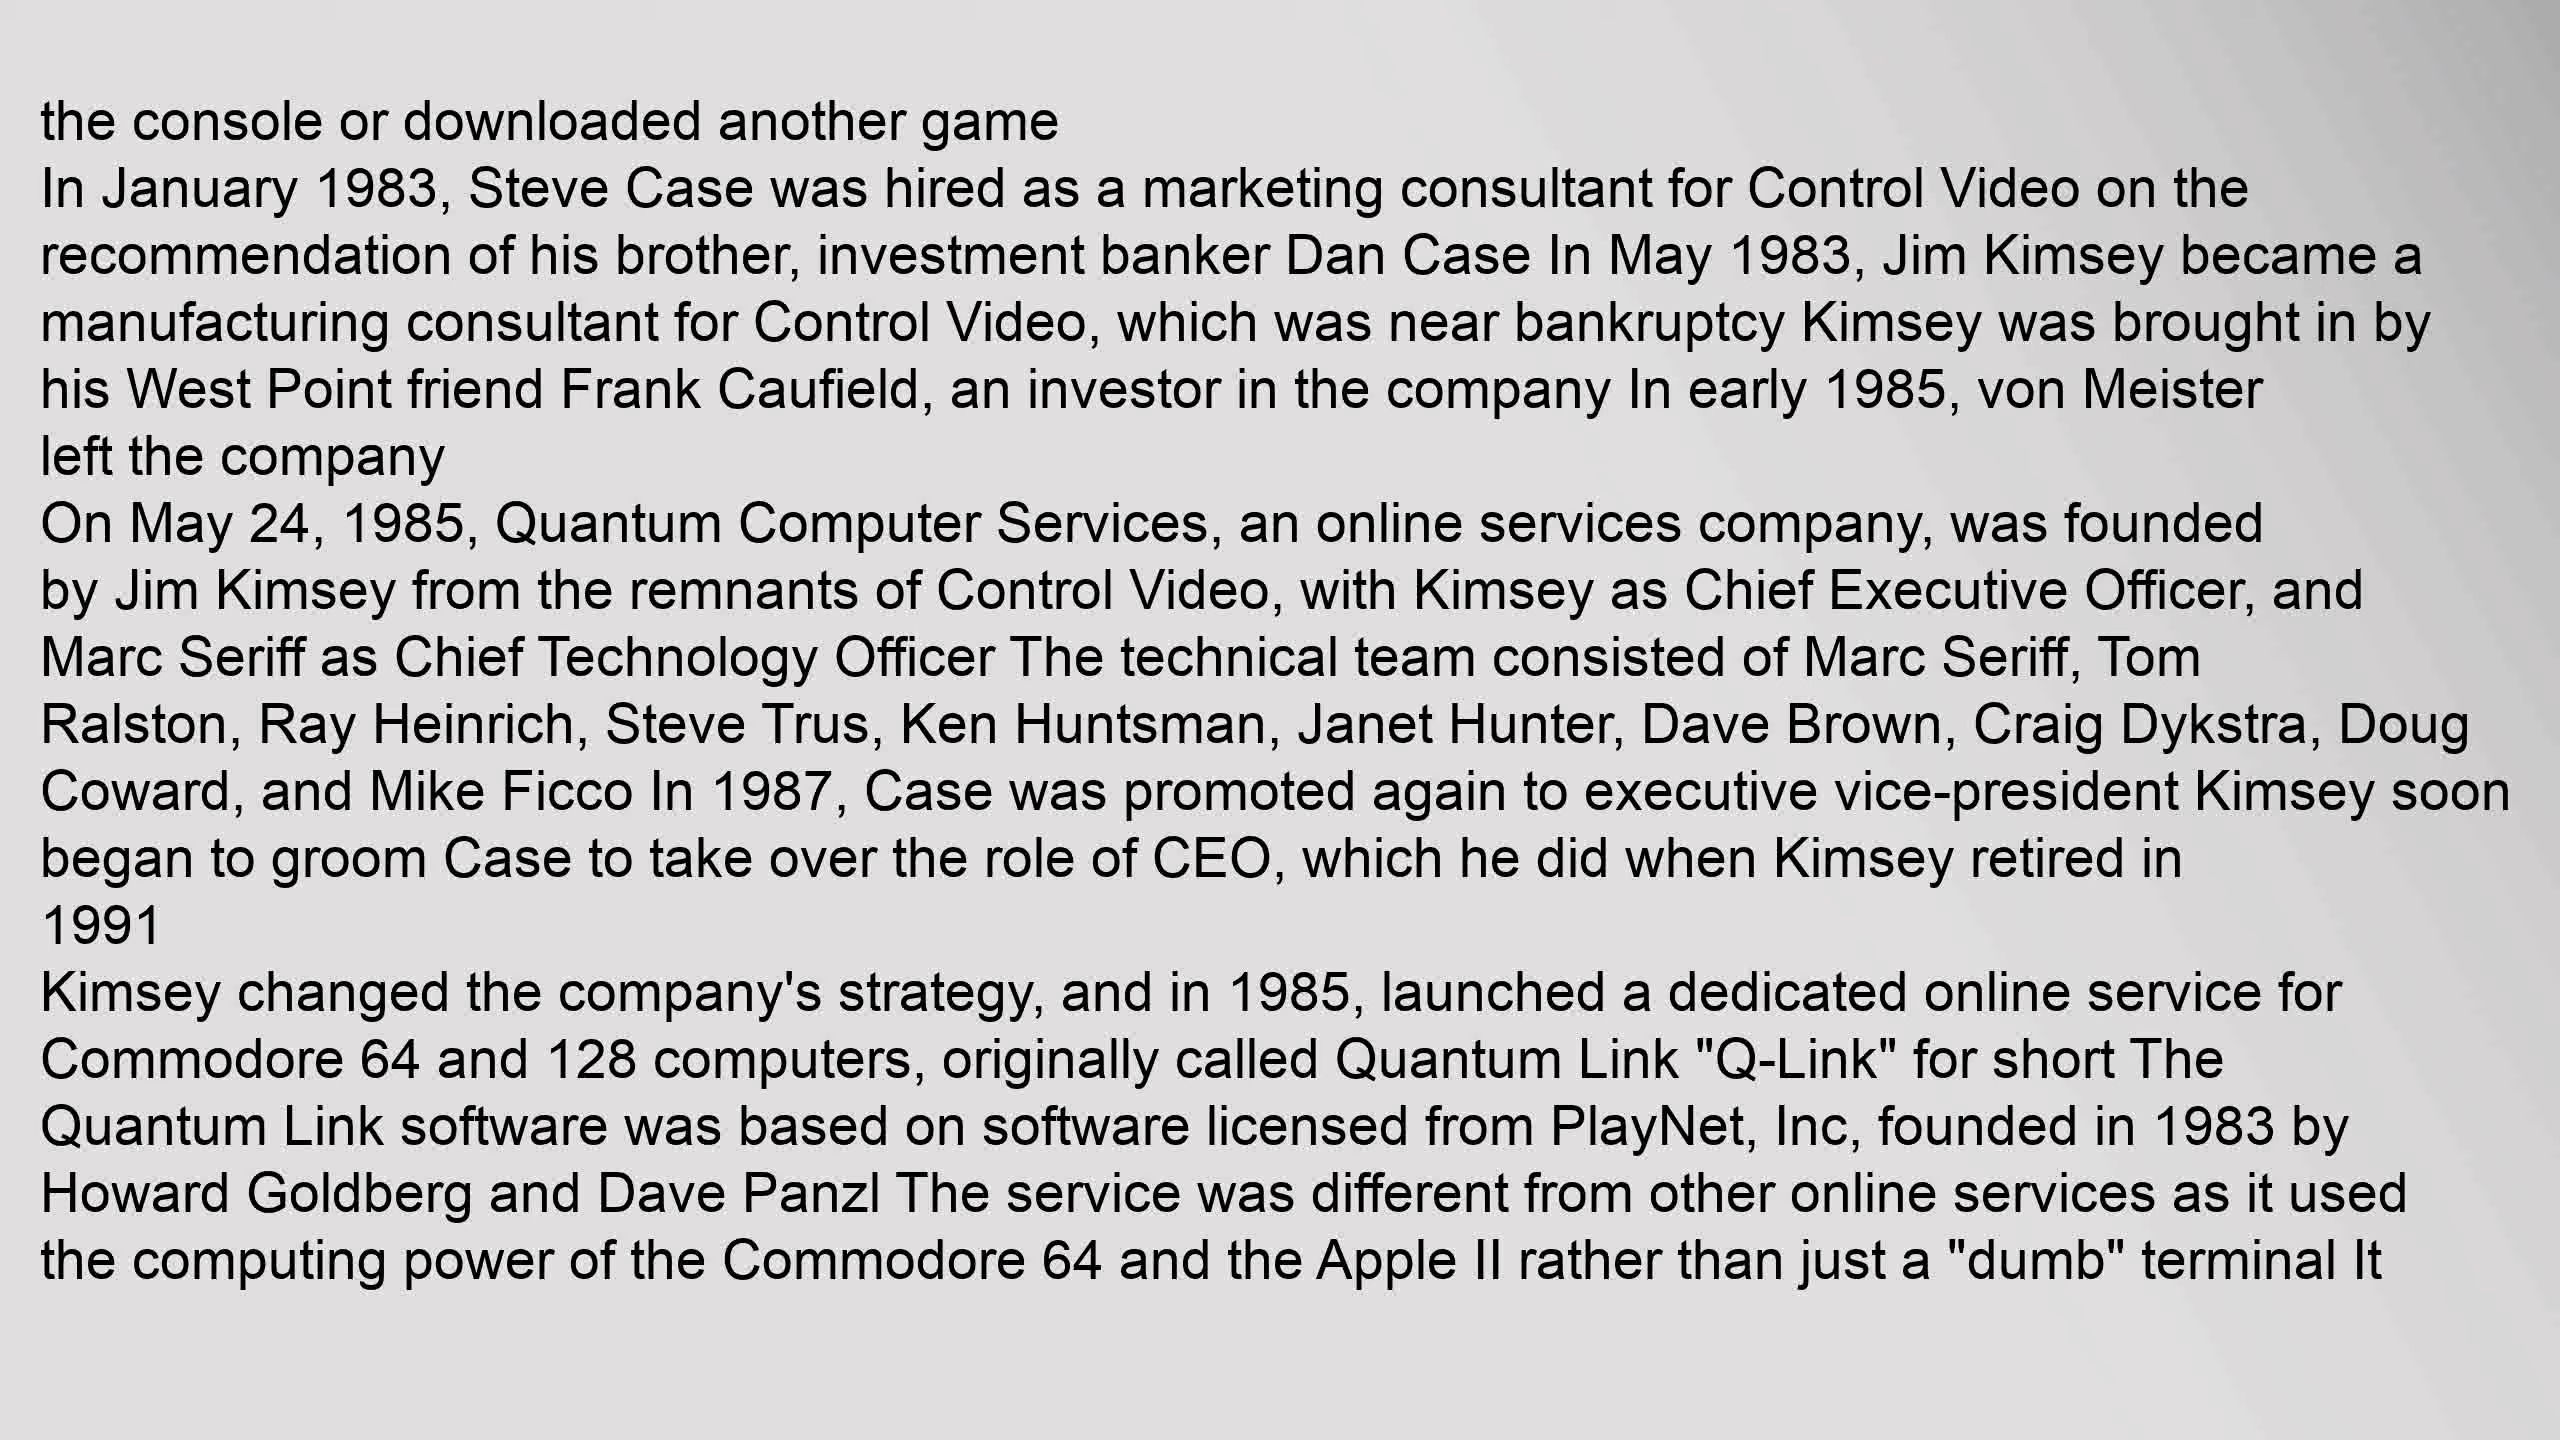 the console or downloaded another game
In January 1983, Steve Case was hired as a marketing consultant for Control Video on the
recommendation of his brother, investment banker Dan Case In May 1983, Jim Kimsey became a
manufacturing consultant for Control Video, which was near bankruptcy Kimsey was brought in by
his West Point friend Frank Caufield, an investor in the company In early 1985, von Meister
left the company
On May 24, 1985, Quantum Computer Services, an online services company, was founded
by Jim Kimsey from the remnants of Control Video, with Kimsey as Chief Executive Officer, and
Marc Seriff as Chief Technology Officer The technical team consisted of Marc Seriff, Tom
Ralston, Ray Heinrich, Steve Trus, Ken Huntsman, Janet Hunter, Dave Brown, Craig Dykstra, Doug
Coward, and Mike Ficco In 1987, Case was promoted again to executive vice-president Kimsey soon
began to groom Case to take over the role of CEO, which he did when Kimsey retired in
1991
Kimsey changed the company's strategy, and in 1985, launched a dedicated online service for
Commodore 64 and 128 computers, originally called Quantum Link "Q-Link" for short The
Quantum Link software was based on software licensed from PlayNet, Inc, founded in 1983 by
Howard Goldberg and Dave Panzl The service was different from other online services as it used
the computing power of the Commodore 64 and the Apple II rather than just a "dumb" terminal It